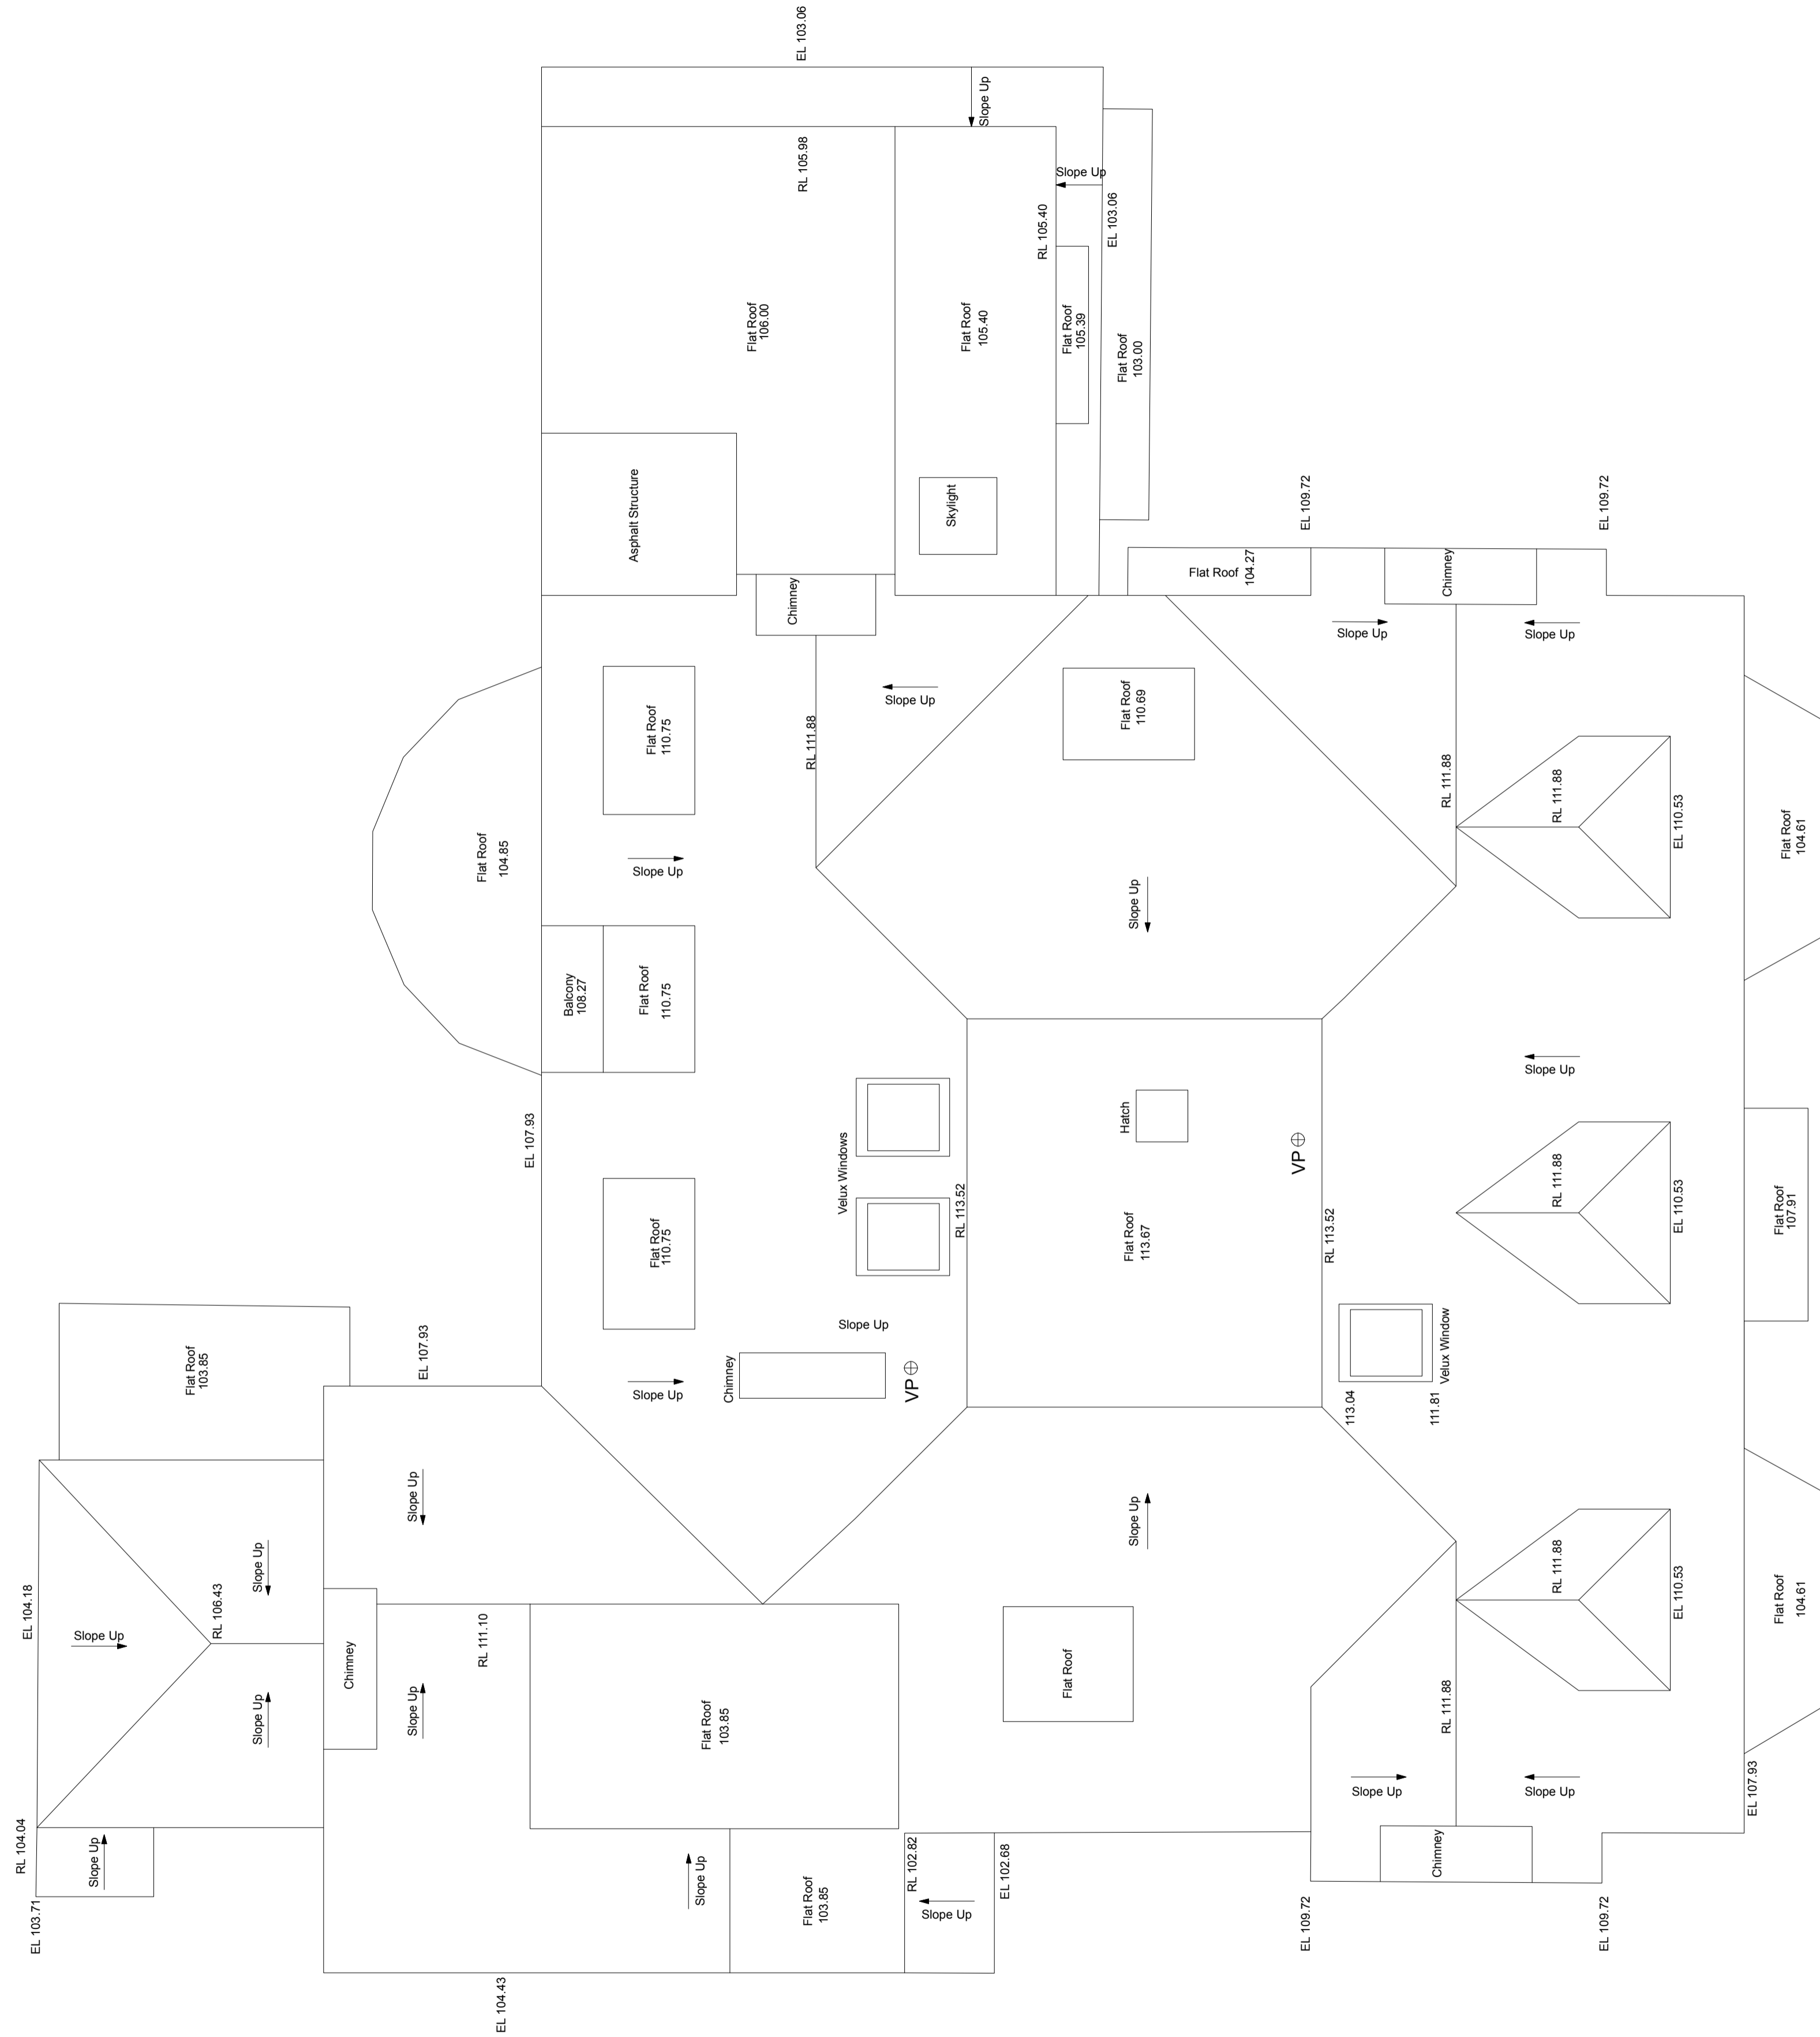 EL 103.06
Slope Up
RL 105.98
Slope Up
EL 103.06
RL 105.40
Flat Roof
106.00
Flat Roof
105.40
Flat Roof
105.39
Flat Roof
103.00
Asphalt Structure
Skylight
EL 109.72
EL 109.72
Chimney
Flat Roof
104.27
Chimney
Slope Up
Slope Up
Flat Roof
110.75
Slope Up
RL 111.88
Flat Roof
110.69
RL 111.88
RL 111.88
EL 110.53
Flat Roof
104.61
Flat Roof
104.85
Slope Up
Slope Up
Balcony
108.27
Flat Roof
110.75
Slope Up
EL 107.93
Velux Windows
Hatch
VP
RL 113.52
Flat Roof
110.75
Flat Roof
113.67
RL 113.52
RL 111.88
EL 110.53
Flat Roof
107.91
Slope Up
Flat Roof
103.85
EL 107.93
Slope Up
Chimney
VP
113.04
111.81
Velux Window
Slope Up
Slope Up
EL 104.18
Slope Up
RL 106.43
Slope Up
RL 111.10
Chimney
Slope Up
Slope Up
Flat Roof
103.85
Flat Roof
RL 111.88
RL 111.88
EL 110.53
Flat Roof
104.61
Slope Up
Slope Up
EL 107.93
RL 104.04
Slope Up
EL 103.71
Slope Up
Flat Roof
103.85
RL 102.82
Slope Up
EL 102.68
Chimney
EL 109.72
EL 109.72
EL 104.43